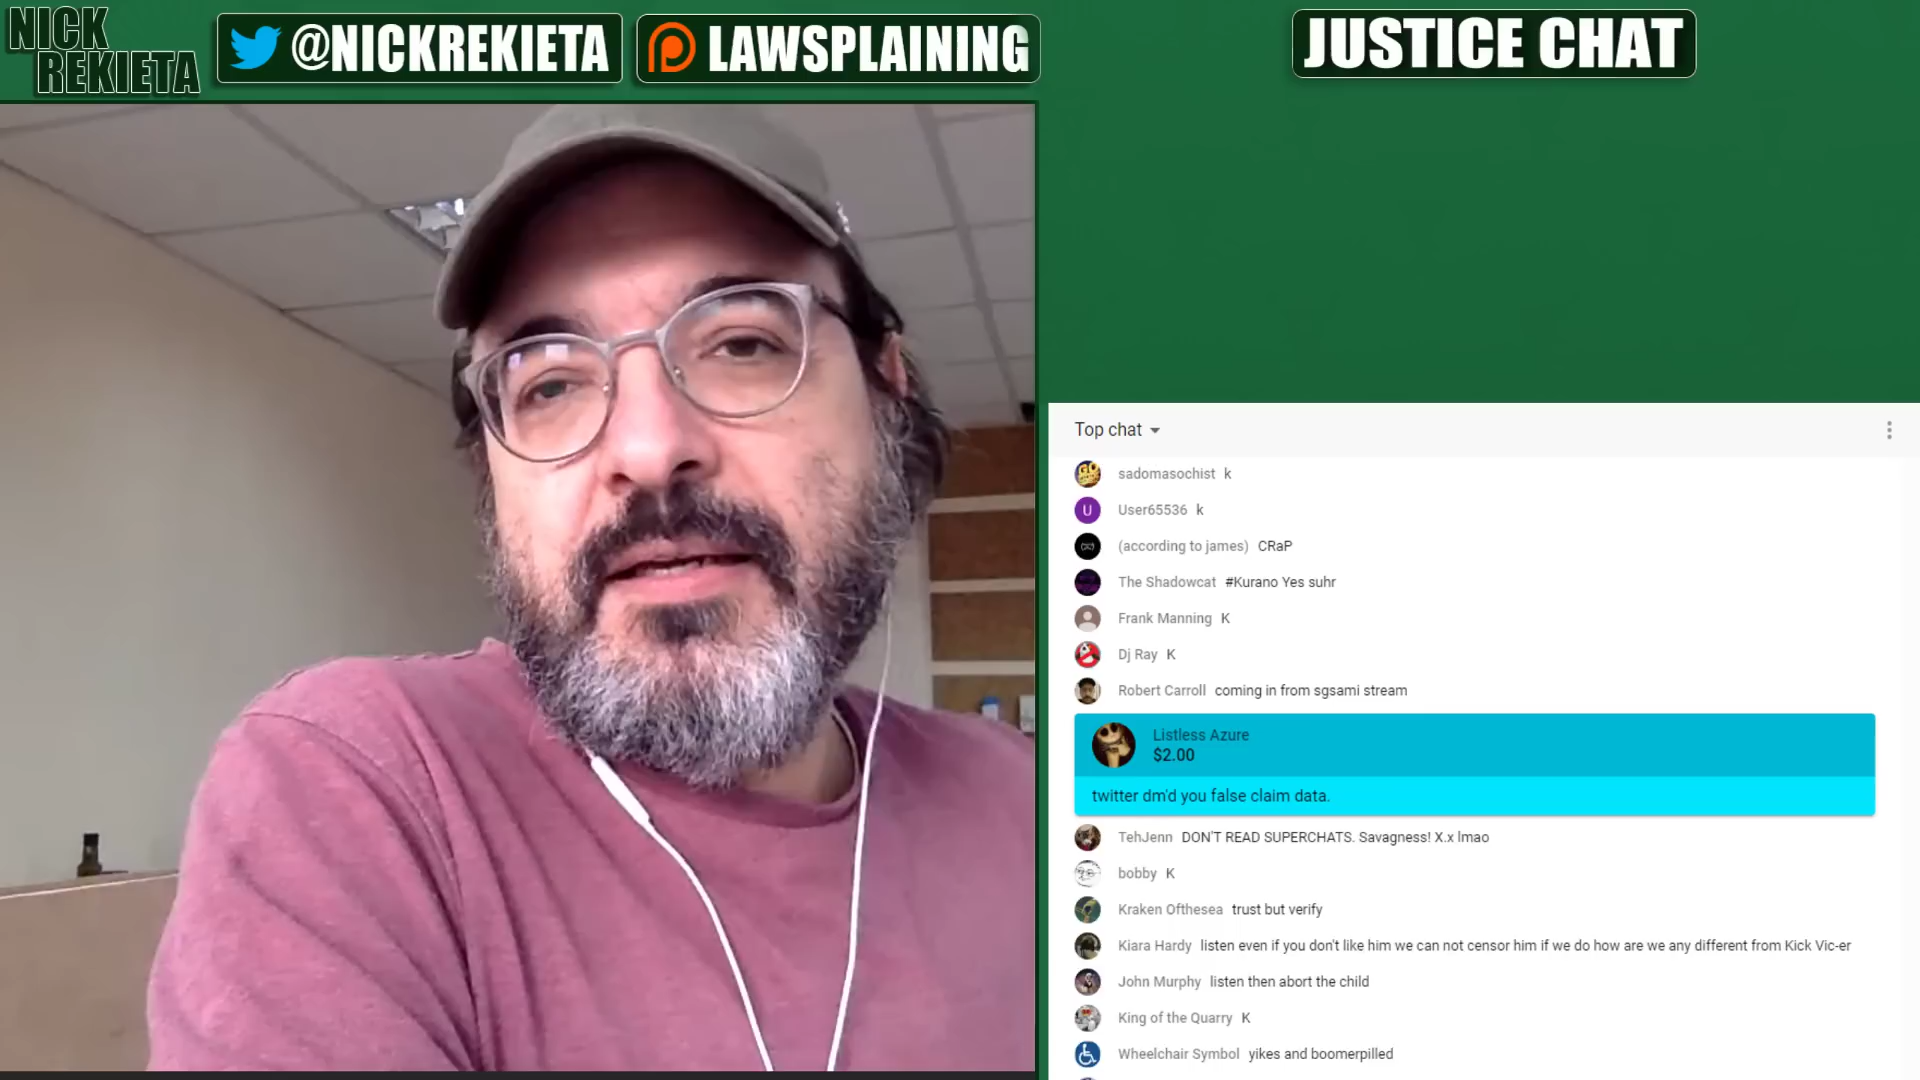 NICK
REKIETA
@NICKREKIETA
LAWSPLAINING
JUSTICE CHAT
Top chat
sadomasochist k
U User65536 k
(according to james) CRaP
The Shadowcat #Kurano Yes suhr
Frank Manning K
Dj Ray K
Robert Carroll coming in from sgsami stream
Listless Azure
$2.00
twitter dm'd you false claim data.
TehJenn DON'T READ SUPERCHATS. Savagness! X.x lmao
bobby K
Kraken Ofthesea trust but verify
Kiara Hardy listen even if you don't like him we can not censor him if we do how are we any different from Kick Vic-er
John Murphy listen then abort the child
King of the Quarry K
Wheelchair Symbol yikes and boomerpilled